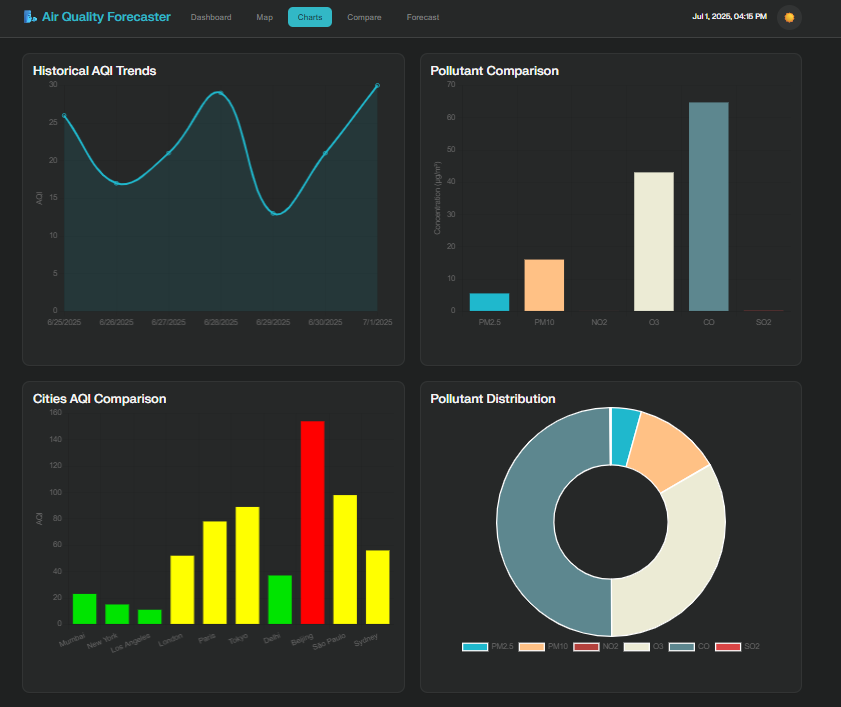 Air Quality Forecaster
Dashboard
Map
Charts
Compare
Forecast
Jul 1, 2025, 04:15 PM
Historical AQI Trends
30
25
20
15
10
5
0
AQI
6/25/2025
6/26/2025
6/27/2025
6/28/2025
6/29/2025
6/30/2025
7/1/2025
Pollutant Comparison
70
60
50
40
30
20
10
0
Concentration (µg/m³)
PM2.5
PM10
NO2
O3
CO
SO2
Cities AQI Comparison
160
140
120
100
80
60
40
20
0
AQI
Mumbai
New York
Los Angeles
London
Paris
Tokyo
Delhi
Beijing
São Paulo
Sydney
Pollutant Distribution
PM2.5
PM10
NO2
O3
CO
SO2